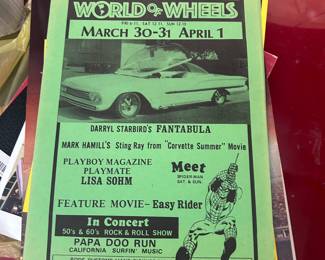 WORLD OF WHEELS
FRI 6-11, SAT 12-11, SUN 12-10
MARCH 30-31 APRIL 1
DARRYL STARBIRD'S FANTABULA
MARK HAMILL'S Sting Ray from "Corvette Summer" Movie
PLAYBOY MAGAZINE
PLAYMATE
LISA SOHM
Meet
SPIDER-MAN
SAT. & SUN.
FEATURE MOVIE- Easy Rider
In Concert
50's & 60's ROCK & ROLL SHOW
PAPA DOO RUN
CALIFORNIA SURFIN' MUSIC